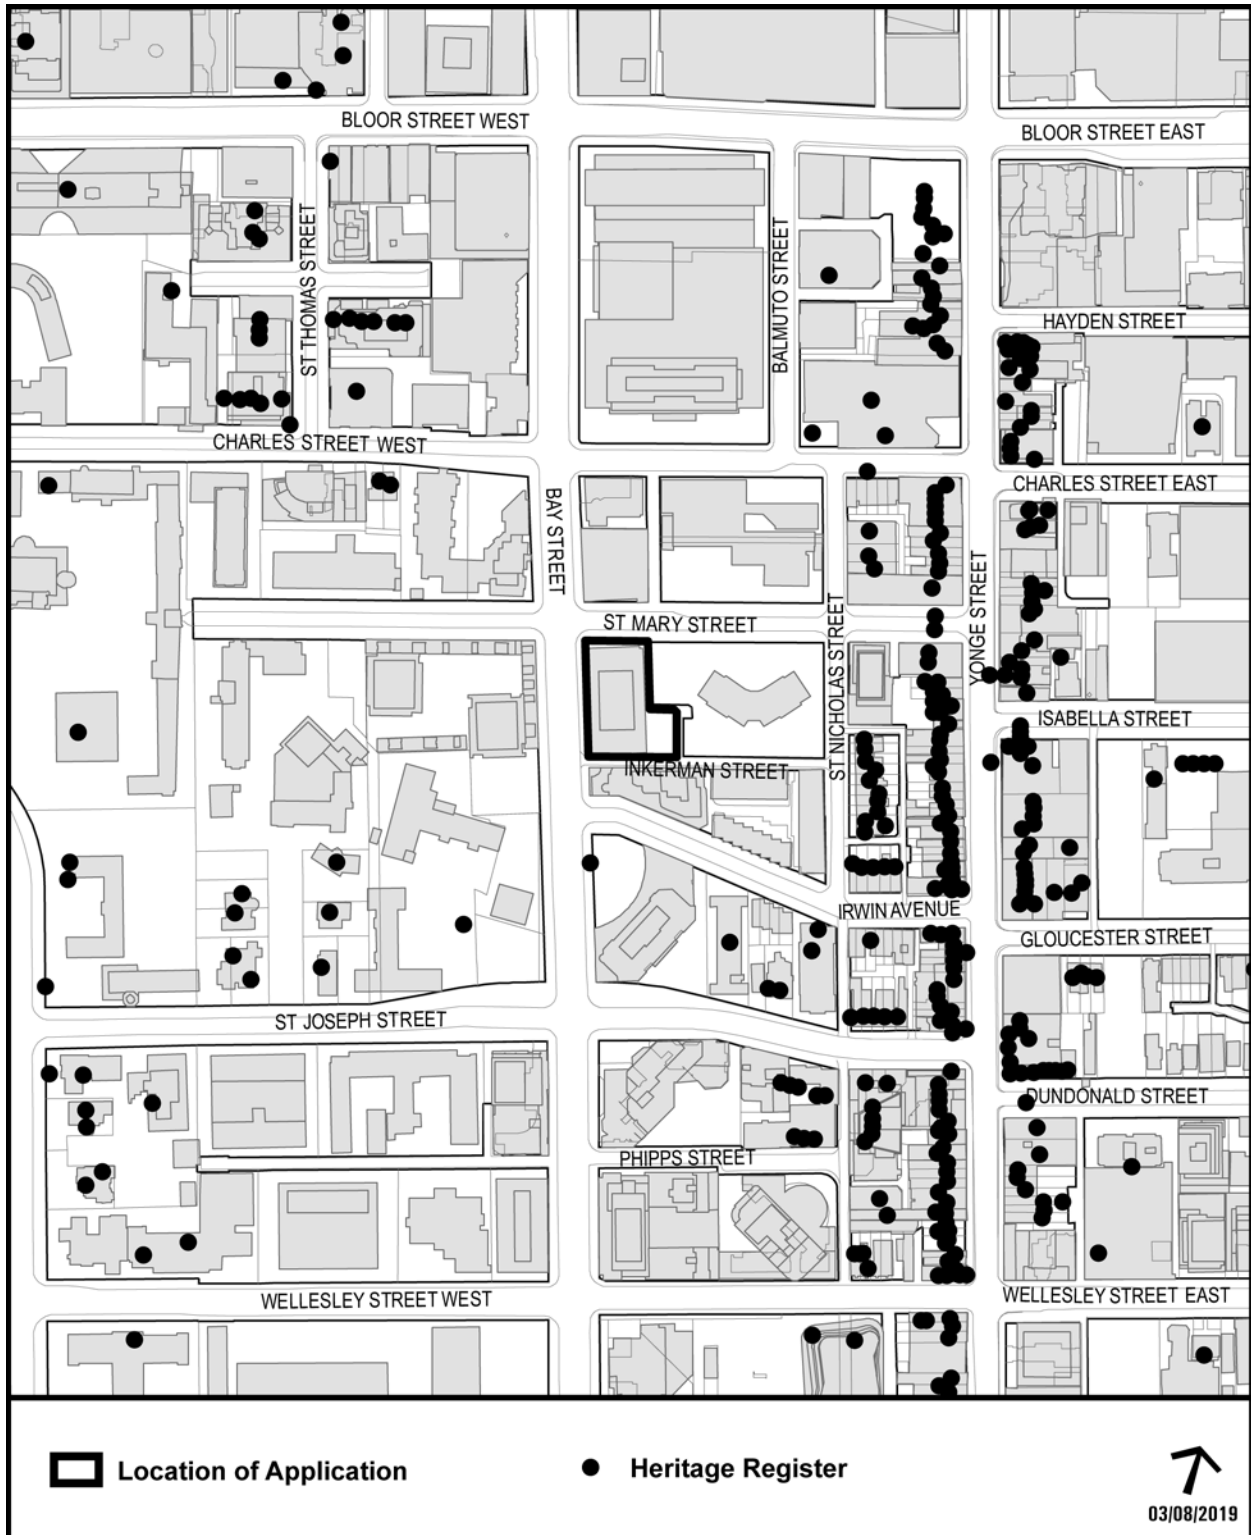 BLOOR STREET WEST
BLOOR STREET EAST
ST THOMAS STREET
BALMUTO STREET
HAYDEN STREET
CHARLES STREET WEST
CHARLES STREET EAST
BAY STREET
YONGE STREET
ST MARY STREET
ST NICHOLAS STREET
ISABELLA STREET
INKERMAN STREET
IRWIN AVENUE
GLOUCESTER STREET
ST JOSEPH STREET
DUNDONALD STREET
PHIPPS STREET
WELLESLEY STREET WEST
WELLESLEY STREET EAST
Location of Application
Heritage Register
03/08/2019